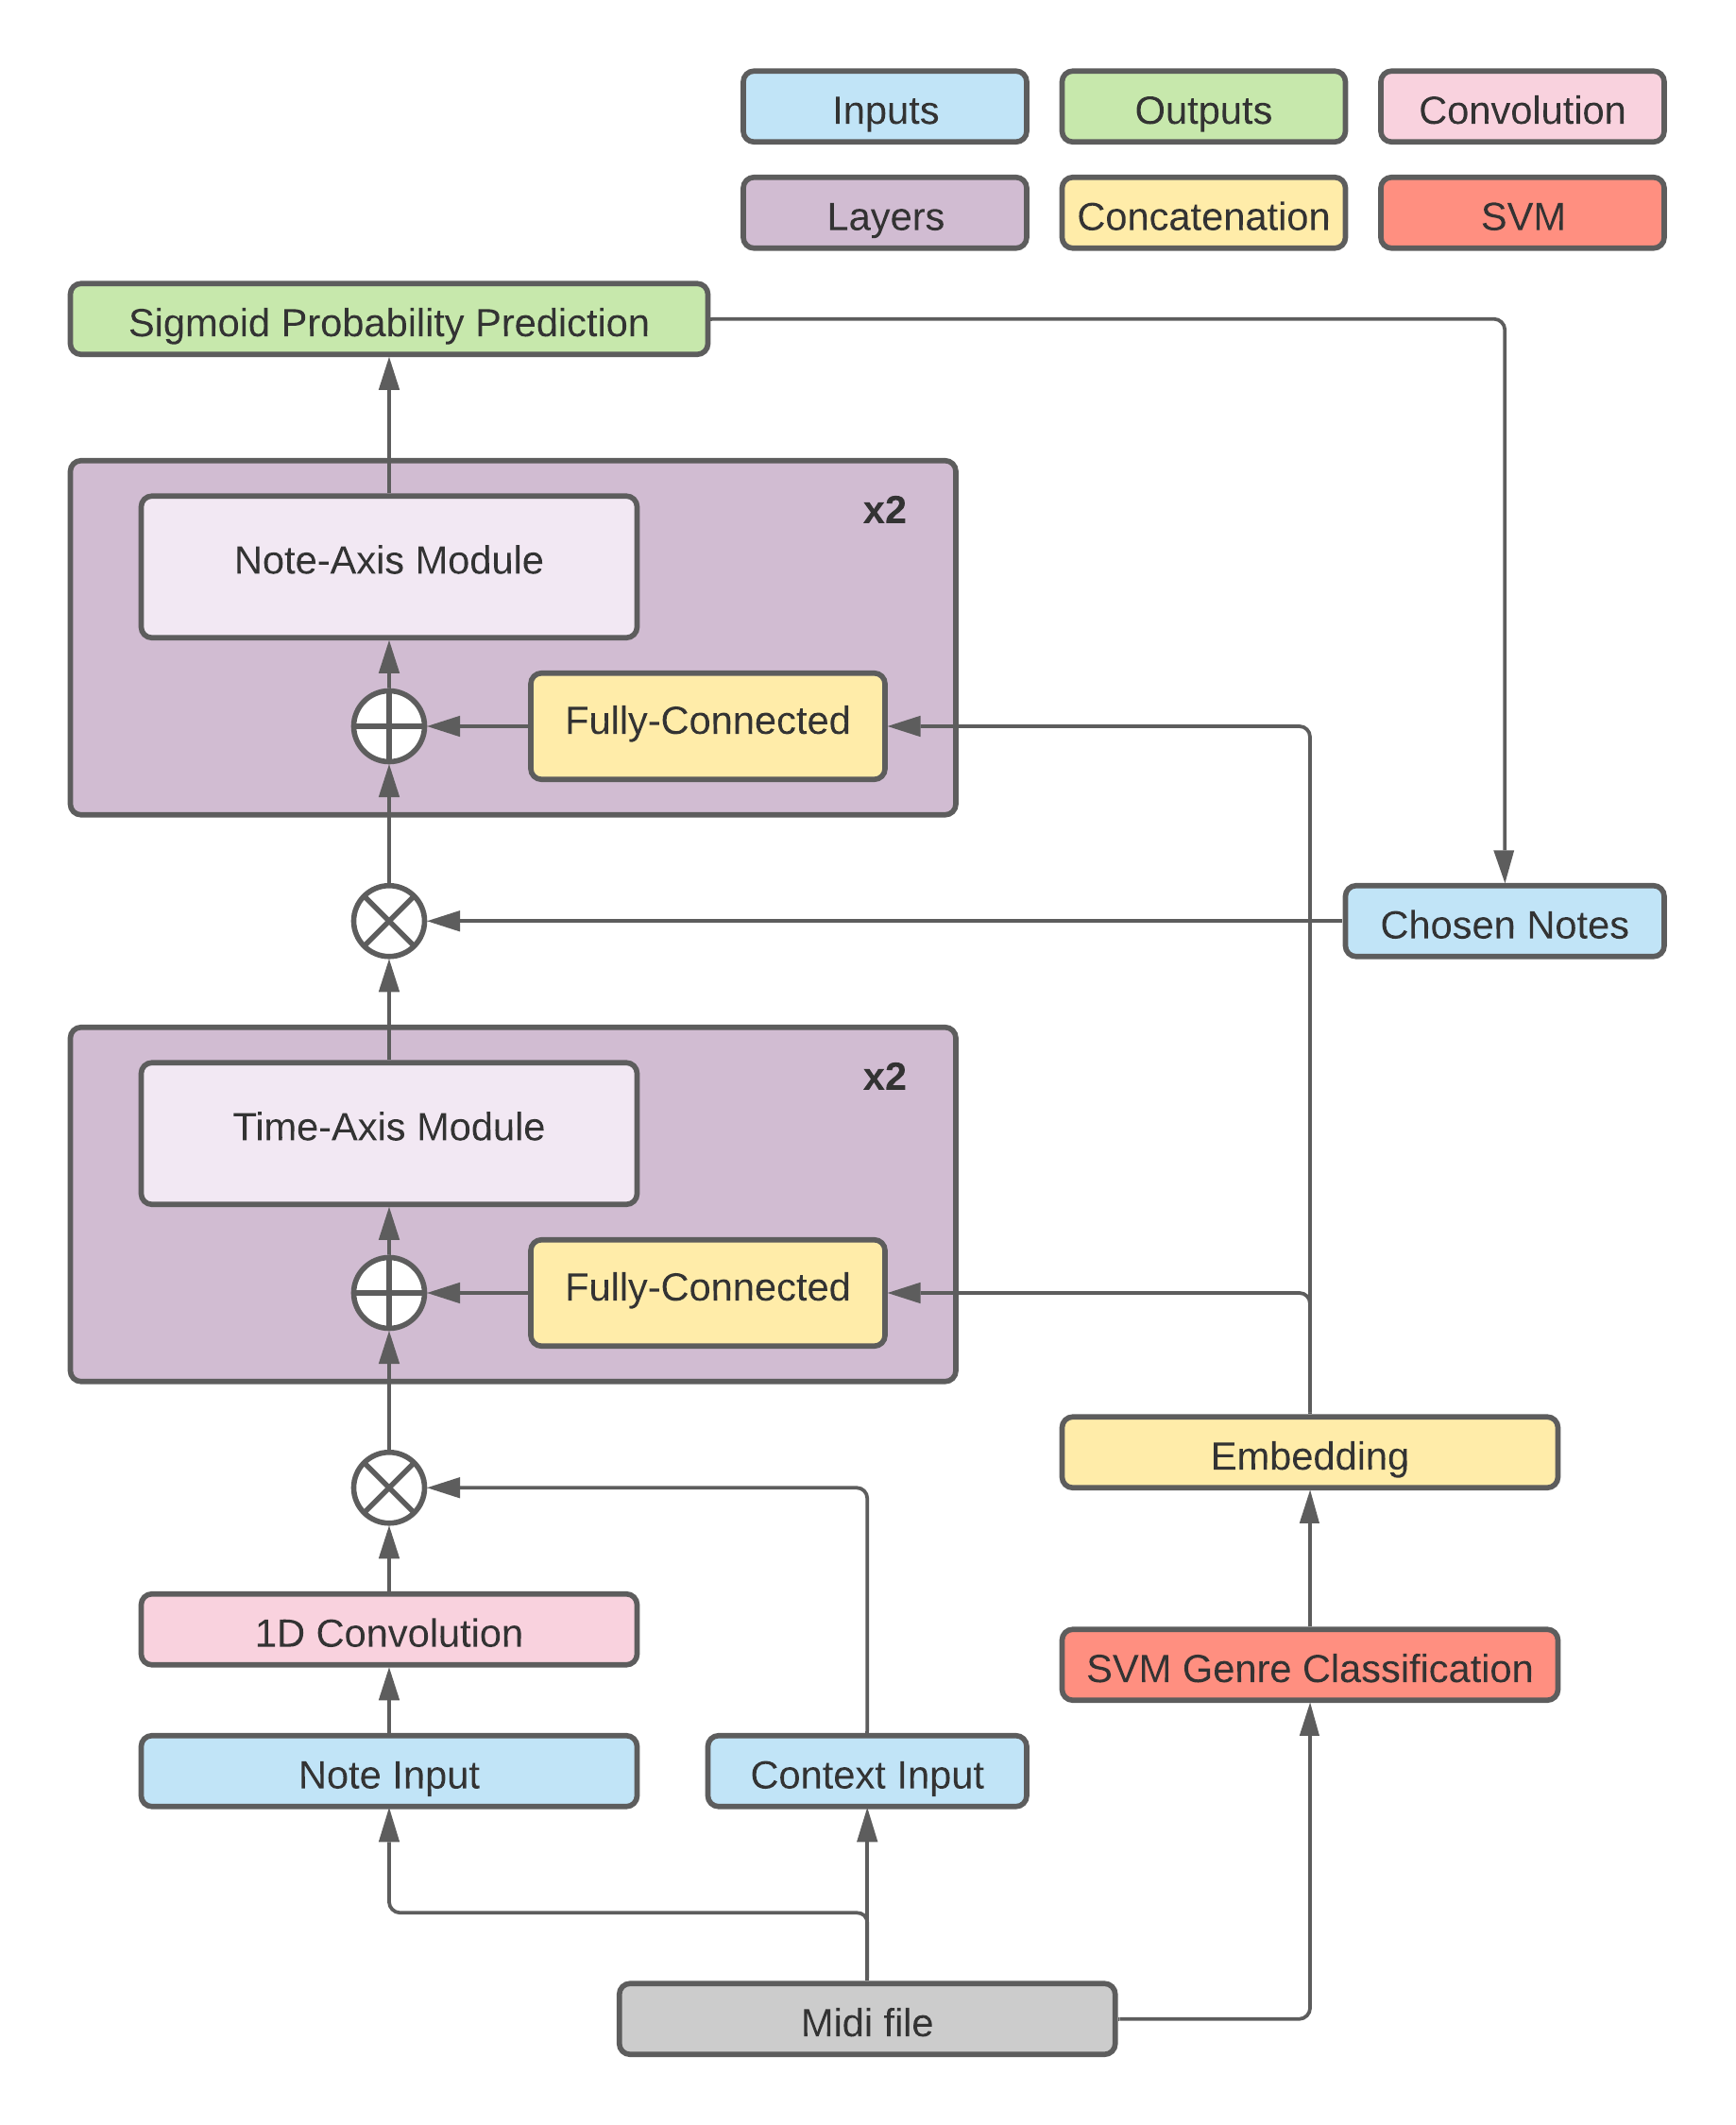 Inputs
Outputs
Convolution
Layers
Concatenation
SVM
Sigmoid Probability Prediction
x2
Note-Axis Module
Fully-Connected
Chosen Notes
x2
Time-Axis Module
Fully-Connected
Embedding
1D Convolution
SVM Genre Classification
Note Input
Context Input
Midi file